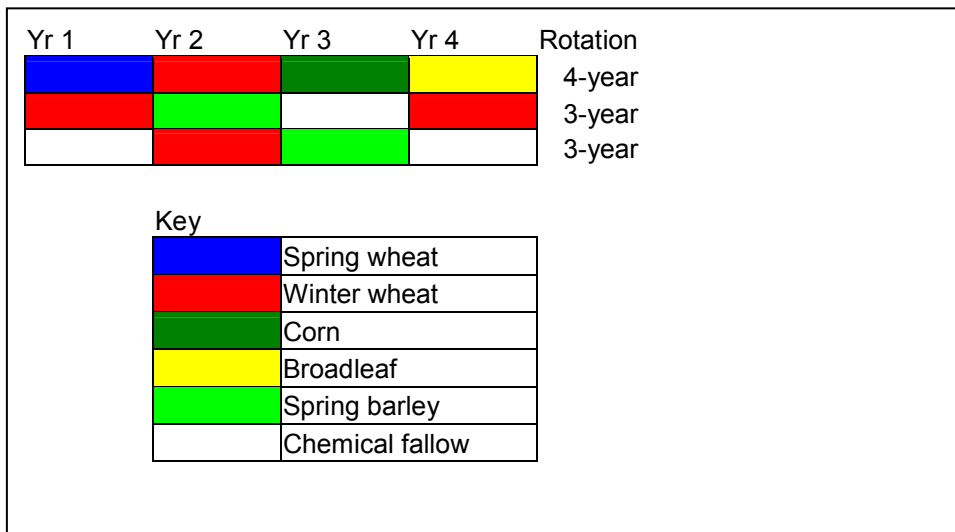 Yr 1 Yr 2 Yr 3 Yr 4 Rotation
4-year
3-year
3-year
Key
Spring wheat
Winter wheat
Corn
Broadleaf
Spring barley
Chemical fallow